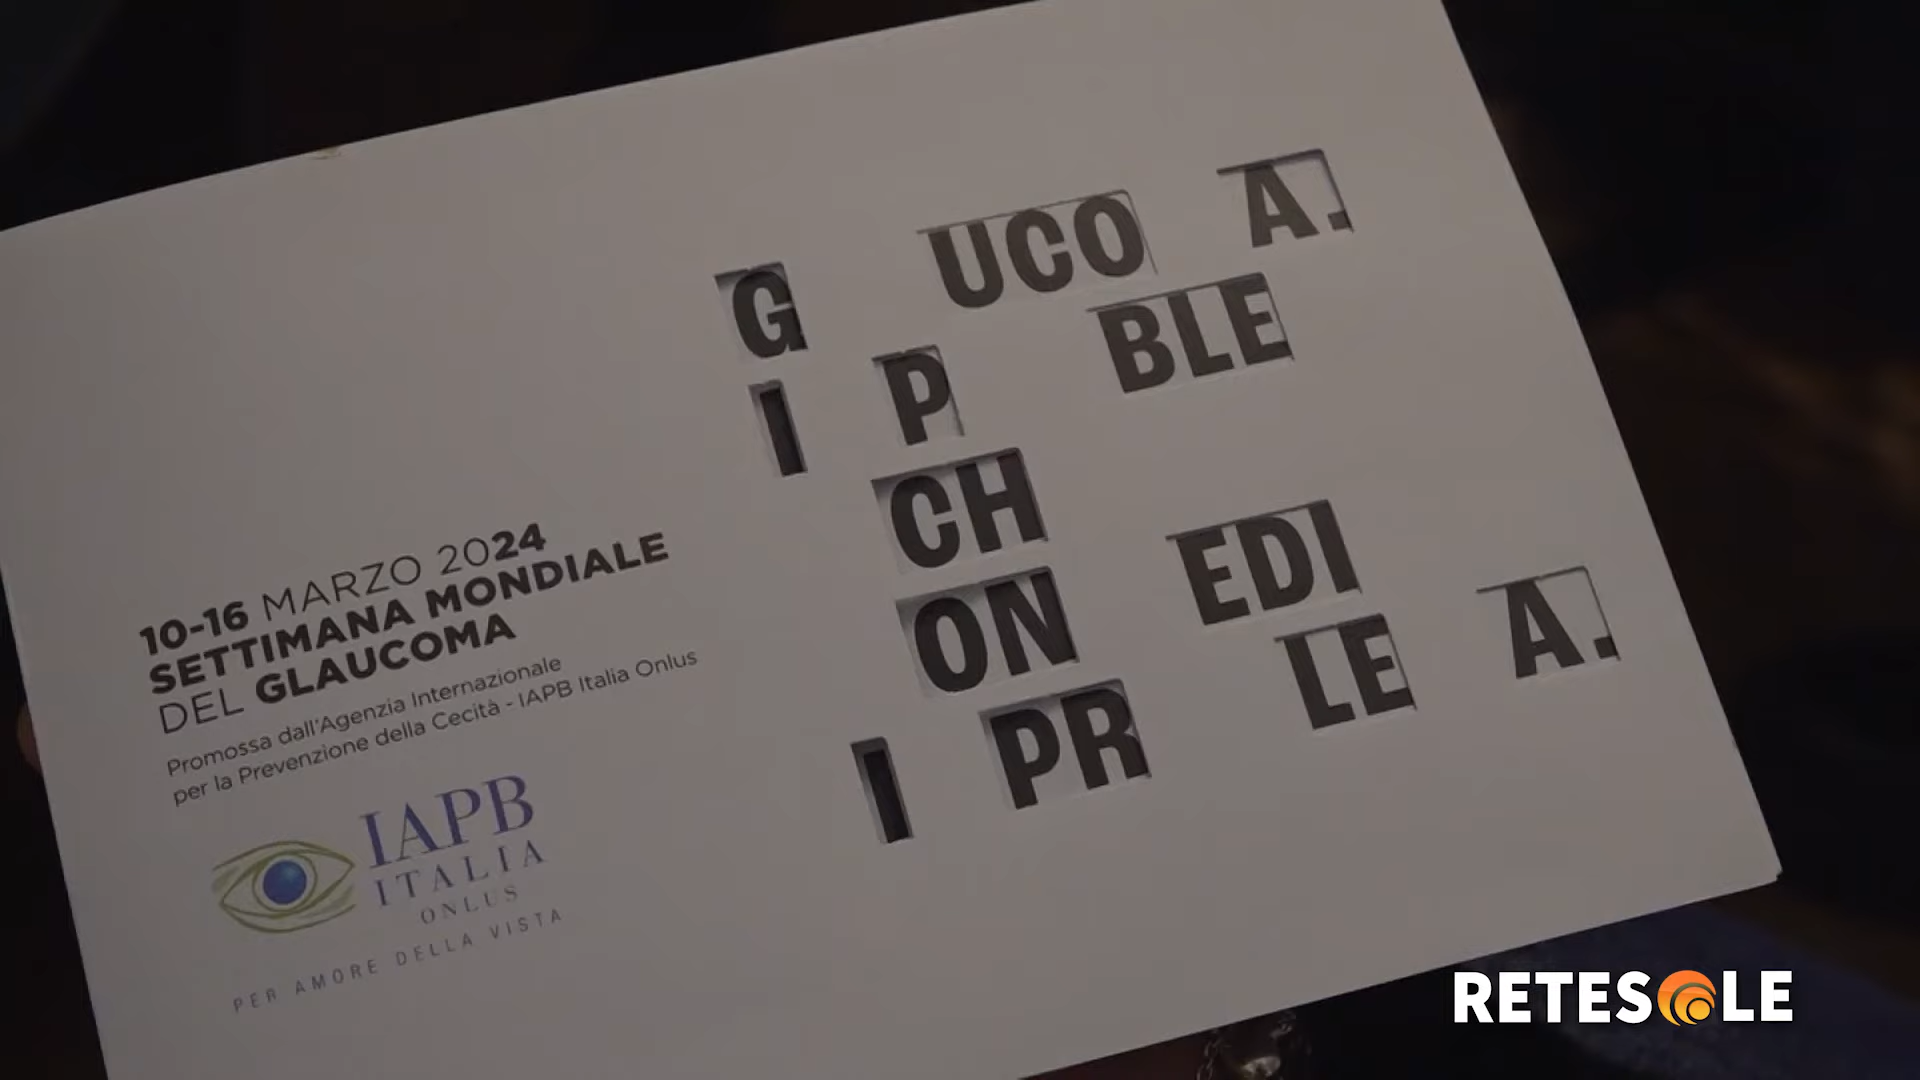 10-16 MARZO 2024
SETTIMANA MONDIALE
DEL GLAUCOMA
Promossa dall'Agenzia Internazionale
per la Prevenzione della Cecità - IAPB Italia Onlus
IAPB
ITALIA
ONLUS
PER AMORE DELLA VISTA
G UCO A.
I P BLE
CH
ON EDI
I PR LE A.
RETESOLE